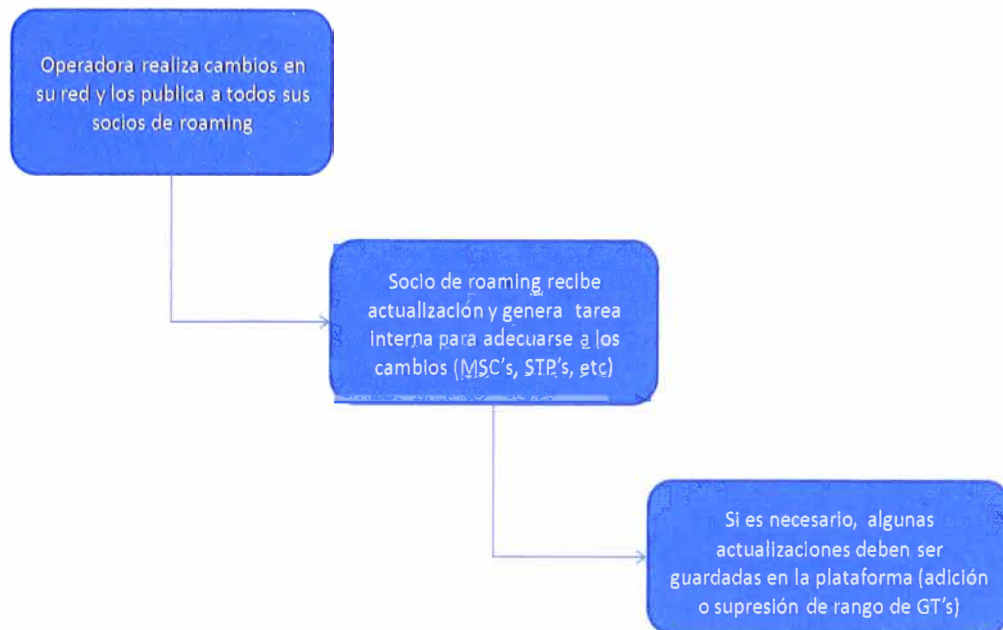 Operadora realiza cambios en
su red y los publica a todos sus
socios de roaming
Socio de roaming recibe
actualización y genera tarea
interna para adecuarse a los
cambios (MSC's, STP's, etc)
Si es necesario, algunas
actualizaciones deben ser
guardadas en la plataforma (adición
o supresión de rango de GT's)